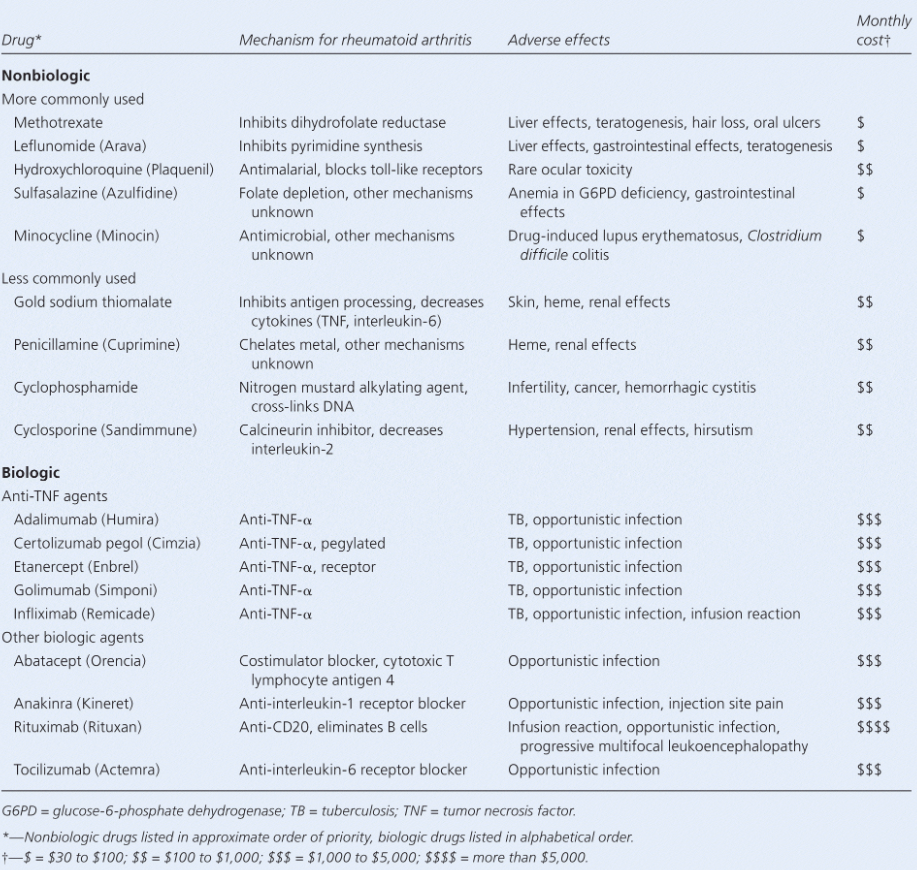 Drug* Mechanism for rheumatoid arthritis Adverse effects Monthly cost†
Nonbiologic
More commonly used
Methotrexate Inhibits dihydrofolate reductase Liver effects, teratogenesis, hair loss, oral ulcers $
Leflunomide (Arava) Inhibits pyrimidine synthesis Liver effects, gastrointestinal effects, teratogenesis $
Hydroxychloroquine (Plaquenil) Antimalarial, blocks toll-like receptors Rare ocular toxicity $$
Sulfasalazine (Azulfidine) Folate depletion, other mechanisms Anemia in G6PD deficiency, gastrointestinal $
unknown effects
Minocycline (Minocin) Antimicrobial, other mechanisms Drug-induced lupus erythematosus, Clostridium $
unknown difficile colitis
Less commonly used
Gold sodium thiomalate Inhibits antigen processing, decreases Skin, heme, renal effects $$
cytokines (TNF, interleukin-6)
Penicillamine (Cuprimine) Chelates metal, other mechanisms Heme, renal effects $$
unknown
Cyclophosphamide Nitrogen mustard alkylating agent, Infertility, cancer, hemorrhagic cystitis $$
cross-links DNA
Cyclosporine (Sandimmune) Calcineurin inhibitor, decreases Hypertension, renal effects, hirsutism $$
interleukin-2
Biologic
Anti-TNF agents
Adalimumab (Humira) Anti-TNF-α TB, opportunistic infection $$$
Certolizumab pegol (Cimzia) Anti-TNF-α, pegylated TB, opportunistic infection $$$
Etanercept (Enbrel) Anti-TNF-α, receptor TB, opportunistic infection $$$
Golimumab (Simponi) Anti-TNF-α TB, opportunistic infection $$$
Infliximab (Remicade) Anti-TNF-α TB, opportunistic infection, infusion reaction $$$
Other biologic agents
Abatacept (Orencia) Costimulator blocker, cytotoxic T Opportunistic infection $$$
lymphocyte antigen 4
Anakinra (Kineret) Anti-interleukin-1 receptor blocker Opportunistic infection, injection site pain $$$
Rituximab (Rituxan) Anti-CD20, eliminates B cells Infusion reaction, opportunistic infection, $$$$
progressive multifocal leukoencephalopathy
Tocilizumab (Actemra) Anti-interleukin-6 receptor blocker Opportunistic infection $$$
G6PD = glucose-6-phosphate dehydrogenase; TB = tuberculosis; TNF = tumor necrosis factor.
*—Nonbiologic drugs listed in approximate order of priority, biologic drugs listed in alphabetical order.
†—$ = $30 to $100; $$ = $100 to $1,000; $$$ = $1,000 to $5,000; $$$$ = more than $5,000.